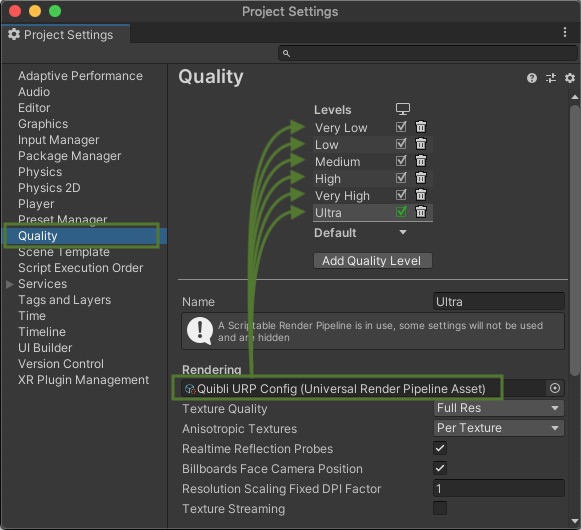 Project Settings
Project Settings
Adaptive Performance
Audio
Editor
Graphics
Input Manager
Package Manager
Physics
Physics 2D
Player
Preset Manager
Quality
Scene Template
Script Execution Order
Services
Tags and Layers
Time
Timeline
UI Builder
Version Control
XR Plugin Management
Quality
Levels
Very Low
Low
Medium
High
Very High
Ultra
Default
Add Quality Level
Name Ultra
A Scriptable Render Pipeline is in use, some settings will not be used
and are hidden
Rendering
Quibli URP Config (Universal Render Pipeline Asset)
Texture Quality Full Res
Anisotropic Textures Per Texture
Realtime Reflection Probes
Billboards Face Camera Position
Resolution Scaling Fixed DPI Factor 1
Texture Streaming